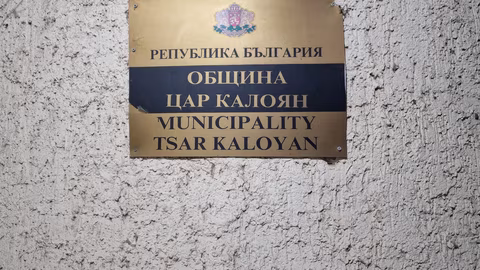 РЕПУБЛИКА БЪЛГАРИЯ
ОБЩИНА
ЦАР КАЛОЯН
MUNICIPALITY
TSAR KALOYAN